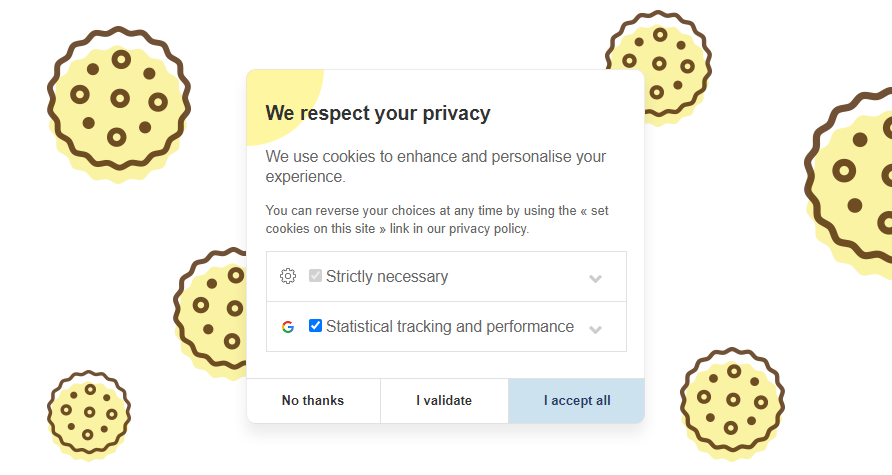 We respect your privacy
We use cookies to enhance and personalise your
experience.
You can reverse your choices at any time by using the « set
cookies on this site » link in our privacy policy.
Strictly necessary
Statistical tracking and performance
No thanks
I validate
I accept all